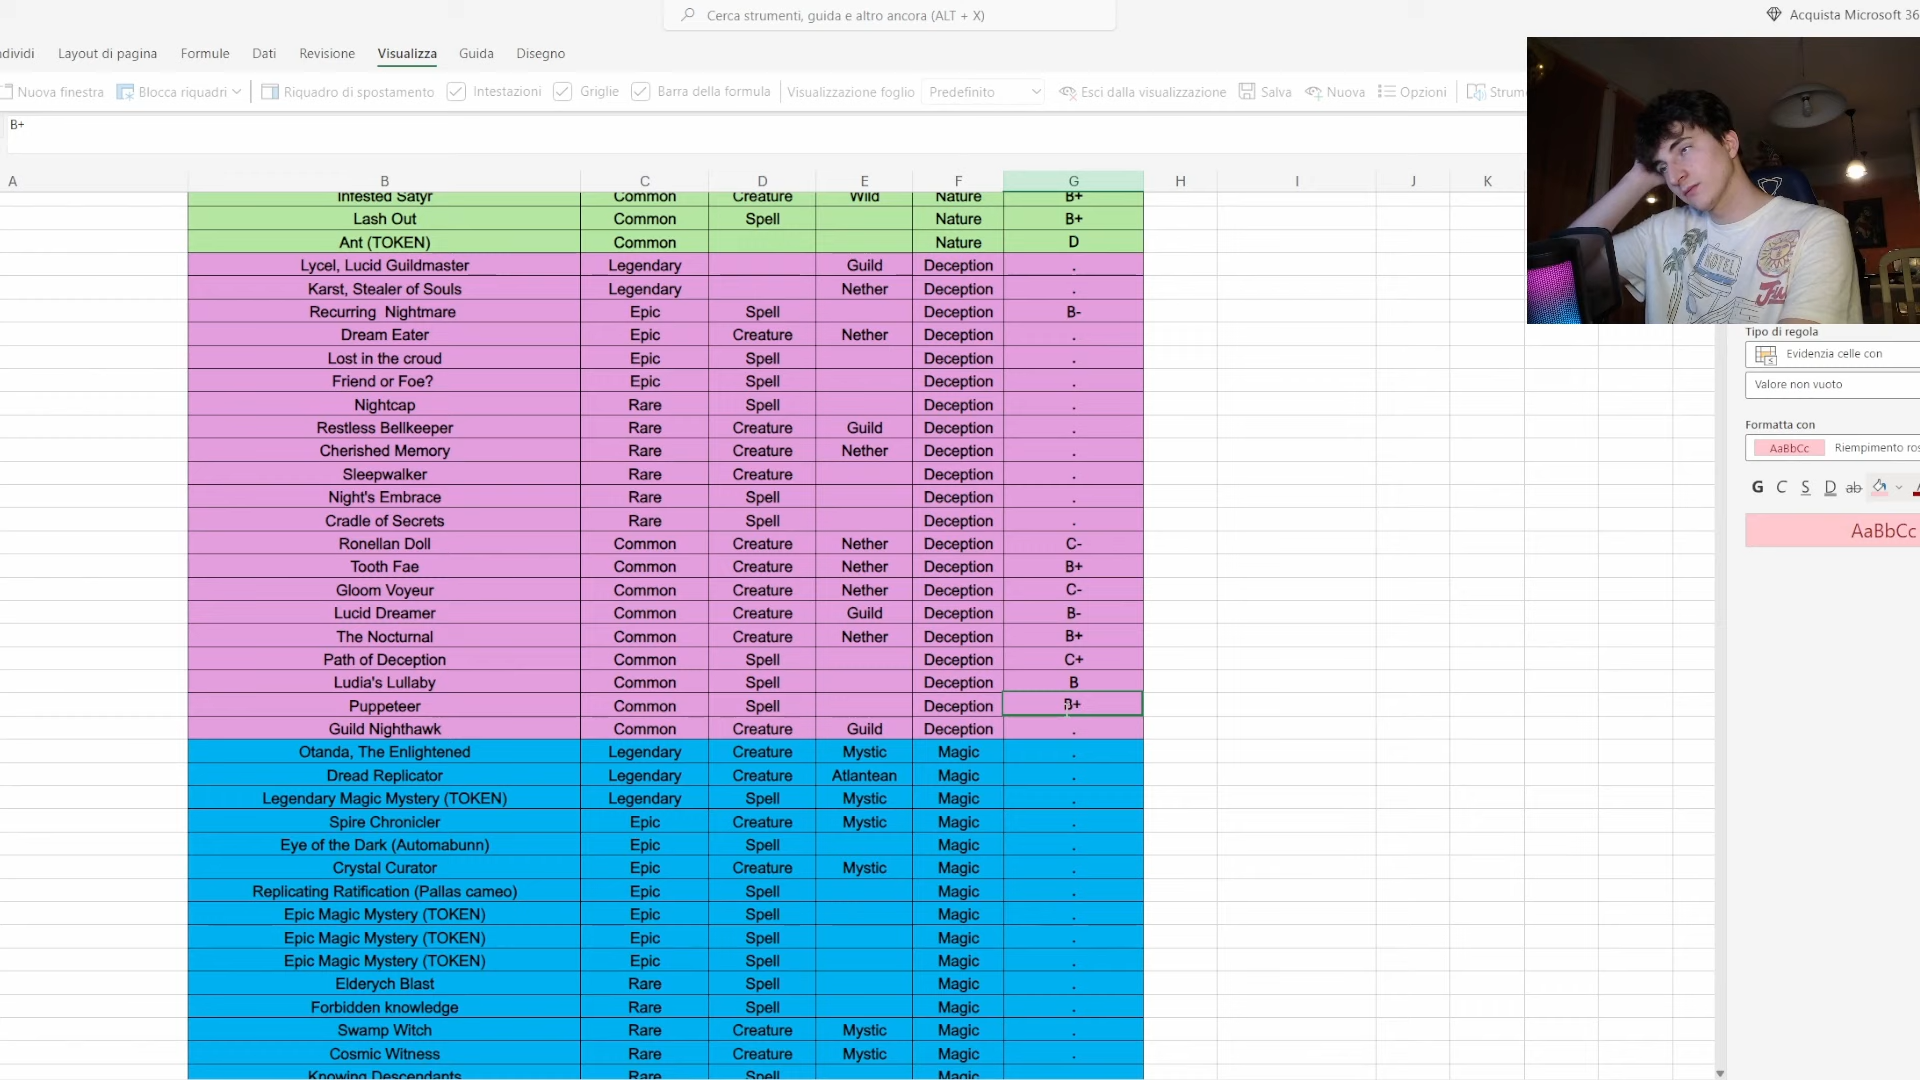 Cerca strumenti, guida e altro ancora (ALT + X)
Acquista Microsoft 36
ndividi Layout di pagina Formule Dati Revisione Visualizza Guida Disegno
Nuova finestra Blocca riquadri Riquadro di spostamento Intestazioni Griglie Barra della formula Visualizzazione foglio Predefinito Esci dalla visualizzazione Salva Nuova Opzioni Strume
B+
A B C D E F G H I J K
Infested Satyr Common Creature Wild Nature B+
Lash Out Common Spell Nature B+
Ant (TOKEN) Common Nature D
Lycel, Lucid Guildmaster Legendary Guild Deception .
Karst, Stealer of Souls Legendary Nether Deception .
Recurring Nightmare Epic Spell Deception B-
Dream Eater Epic Creature Nether Deception .
Lost in the croud Epic Spell Deception .
Friend or Foe? Epic Spell Deception .
Nightcap Rare Spell Deception .
Restless Bellkeeper Rare Creature Guild Deception .
Cherished Memory Rare Creature Nether Deception .
Sleepwalker Rare Creature Deception .
Night's Embrace Rare Spell Deception .
Cradle of Secrets Rare Spell Deception .
Ronellan Doll Common Creature Nether Deception C-
Tooth Fae Common Creature Nether Deception B+
Gloom Voyeur Common Creature Nether Deception C-
Lucid Dreamer Common Creature Guild Deception B-
The Nocturnal Common Creature Nether Deception B+
Path of Deception Common Spell Deception C+
Ludia's Lullaby Common Spell Deception B
Puppeteer Common Spell Deception B+
Guild Nighthawk Common Creature Guild Deception .
Otanda, The Enlightened Legendary Creature Mystic Magic .
Dread Replicator Legendary Creature Atlantean Magic .
Legendary Magic Mystery (TOKEN) Legendary Spell Mystic Magic .
Spire Chronicler Epic Creature Mystic Magic .
Eye of the Dark (Automabunn) Epic Spell Magic .
Crystal Curator Epic Creature Mystic Magic .
Replicating Ratification (Pallas cameo) Epic Spell Magic .
Epic Magic Mystery (TOKEN) Epic Spell Magic .
Epic Magic Mystery (TOKEN) Epic Spell Magic .
Epic Magic Mystery (TOKEN) Epic Spell Magic .
Elderych Blast Rare Spell Magic .
Forbidden knowledge Rare Spell Magic .
Swamp Witch Rare Creature Mystic Magic .
Cosmic Witness Rare Creature Mystic Magic .
Knowing Descendants Rare Spell Magic
HOTEL
Tipo di regola
Evidenzia celle con
Valore non vuoto
Formatta con
AaBbCc Riempimento ros
G C S D ab A
AaBbCc